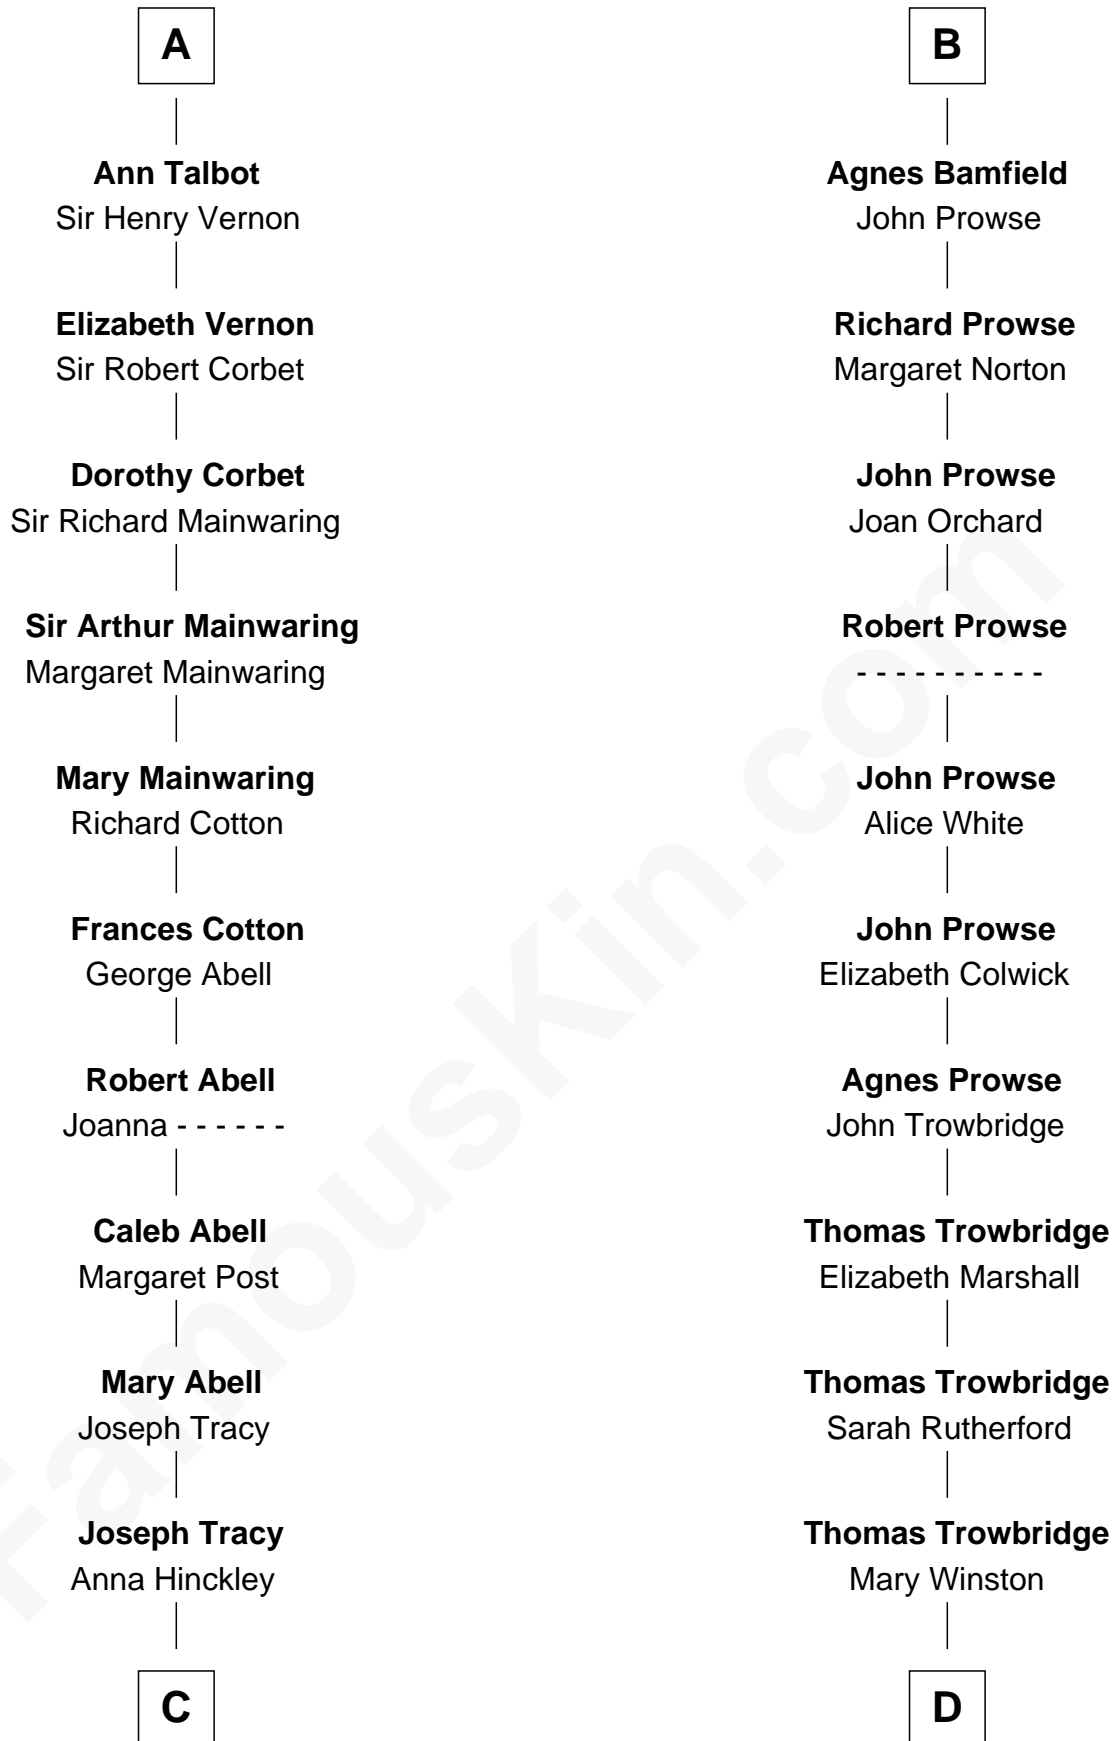 A
Ann Talbot
Sir Henry Vernon
Elizabeth Vernon
Sir Robert Corbet
Dorothy Corbet
Sir Richard Mainwaring
Sir Arthur Mainwaring
Margaret Mainwaring
Mary Mainwaring
Richard Cotton
Frances Cotton
George Abell
Robert Abell
Joanna - - - - - -
Caleb Abell
Margaret Post
Mary Abell
Joseph Tracy
Joseph Tracy
Anna Hinckley
C
B
Agnes Bamfield
John Prowse
Richard Prowse
Margaret Norton
John Prowse
Joan Orchard
Robert Prowse
- - - - - - - - - -
John Prowse
Alice White
John Prowse
Elizabeth Colwick
Agnes Prowse
John Trowbridge
Thomas Trowbridge
Elizabeth Marshall
Thomas Trowbridge
Sarah Rutherford
Thomas Trowbridge
Mary Winston
D
FamousKin.com